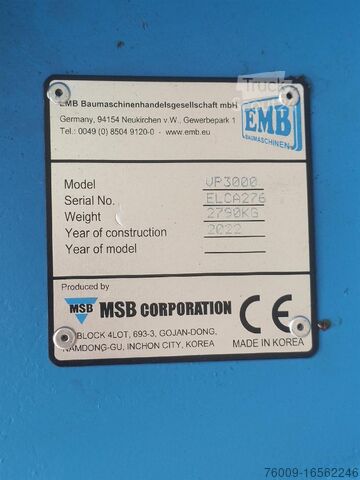 EMB Baumaschinenhandelsgesellschaft mbH
Germany, 94154 Neukirchen v.W., Gewerbepark 1
Tel.: 0049 (0) 8504 9120-0 - www.emb.eu
EMB
BAUMASCHINEN
Model VP3000
Serial No. ELCA276
Weight 2790KG
Year of construction 2022
Year of model
Produced by
MSB MSB CORPORATION
BLOCK 4LOT, 693-3, GOJAN-DONG,
NAMDONG-GU, INCHON CITY, KOREA
CE
MADE IN KOREA
76009-16562246